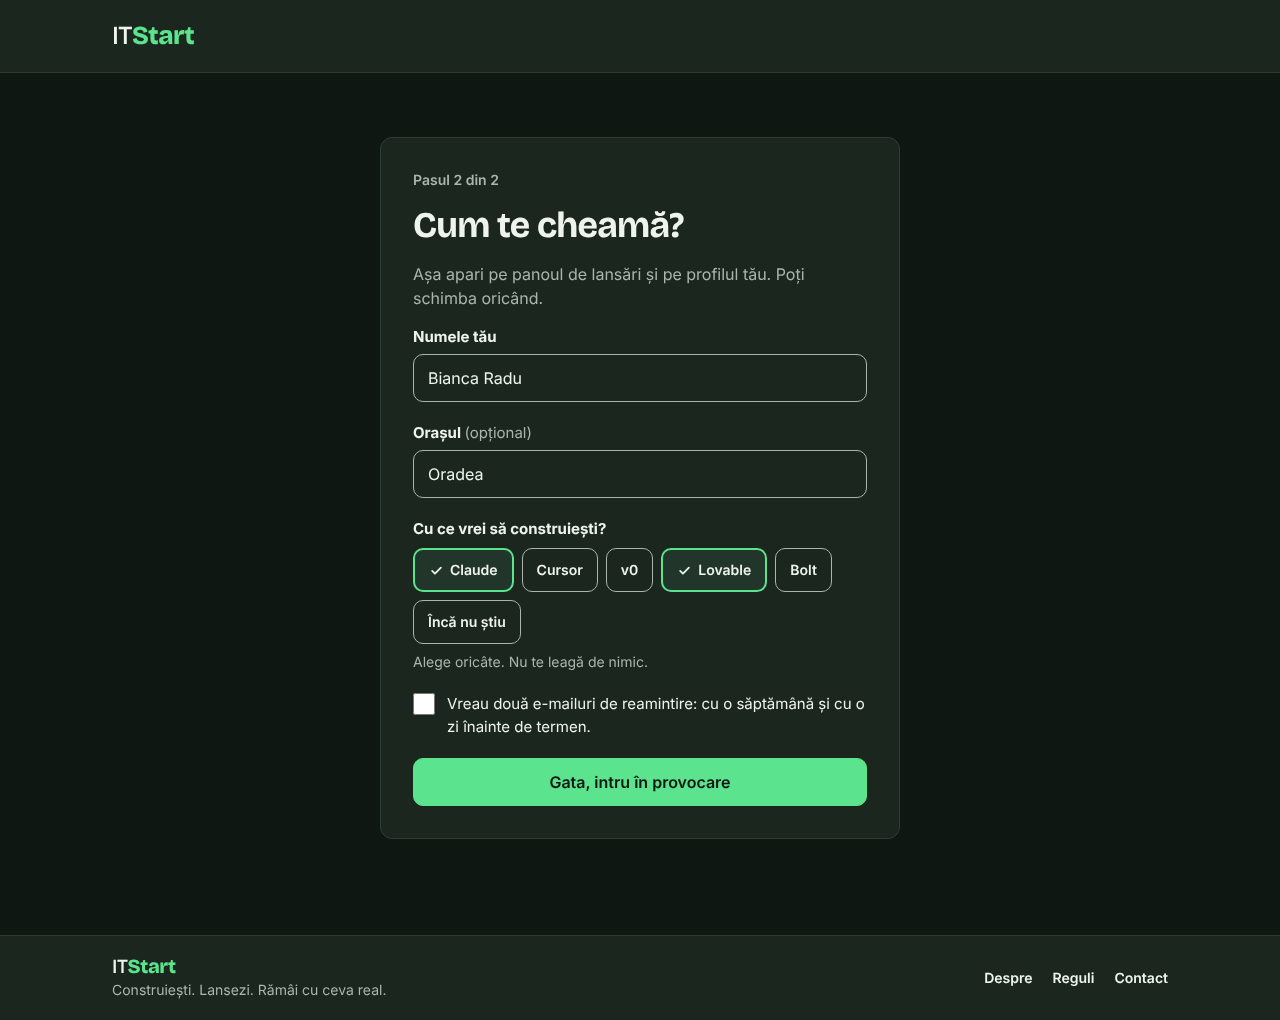 ITStart
Pasul 2 din 2
Cum te cheamă?
Așa apari pe panoul de lansări și pe profilul tău. Poți
schimba oricând.
Numele tău
Bianca Radu
Orașul (opțional)
Oradea
Cu ce vrei să construiești?
Claude Cursor v0 Lovable Bolt
Încă nu știu
Alege oricâte. Nu te leagă de nimic.
Vreau două e-mailuri de reamintire: cu o săptămână și cu o
zi înainte de termen.
Gata, intru în provocare
ITStart
Construiești. Lansezi. Rămâi cu ceva real.
Despre Reguli Contact